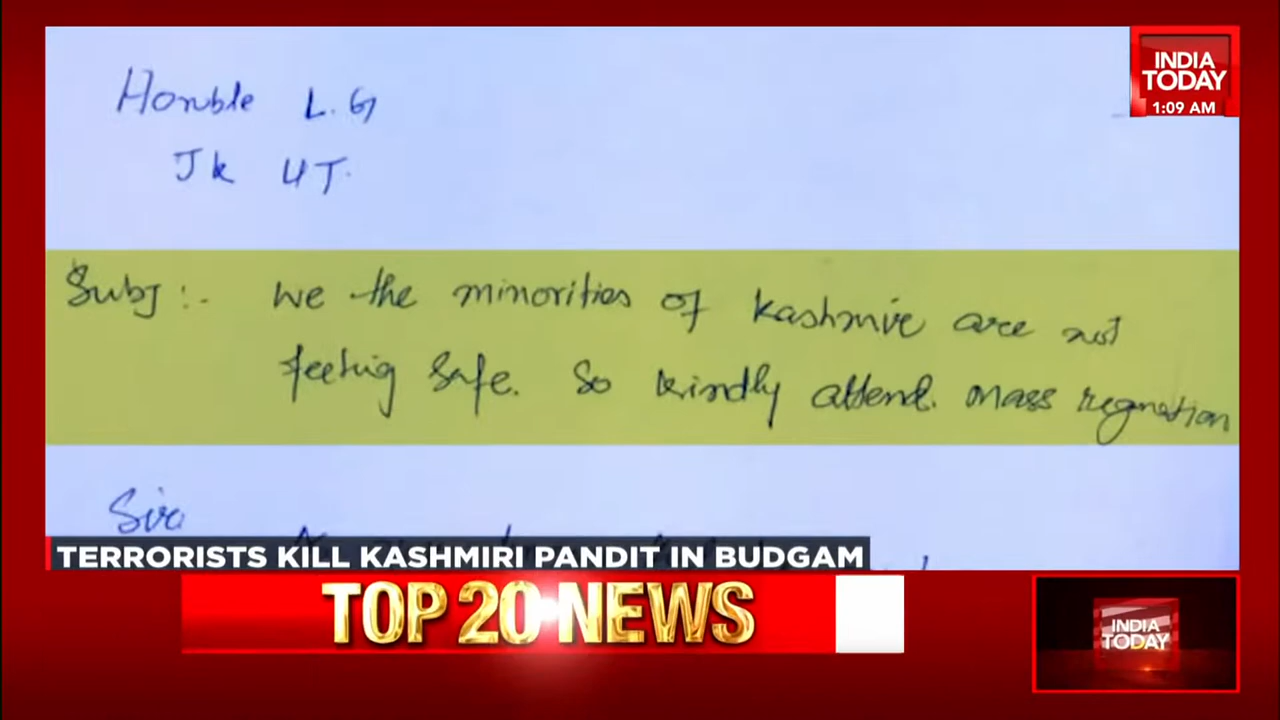 INDIA
TODAY
1:09 AM
Honble L.G
Jk UT.
Subj :- We the minorities of Kashmir are not
feeling safe. So kindly attend. mass regnation
Sir
TERRORISTS KILL KASHMIRI PANDIT IN BUDGAM
TOP 20 NEWS
INDIA
TODAY